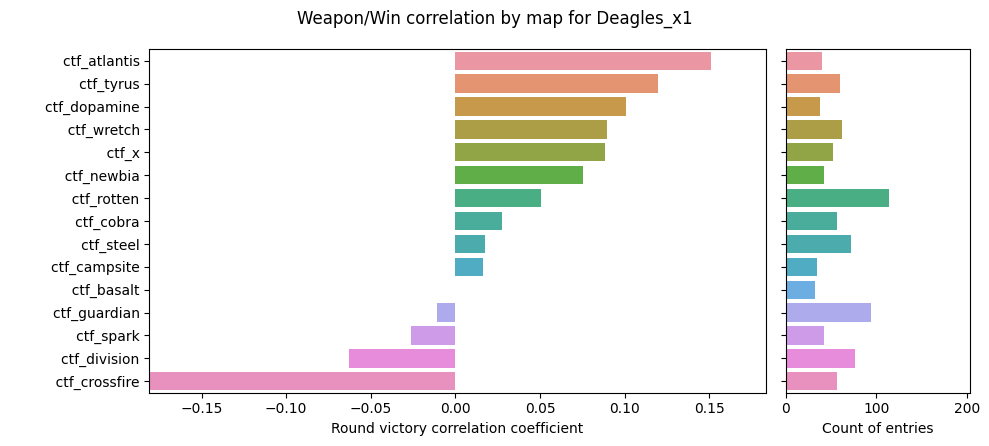 Weapon/Win correlation by map for Deagles_x1
ctf_atlantis
ctf_tyrus
ctf_dopamine
ctf_wretch
ctf_x
ctf_newbia
ctf_rotten
ctf_cobra
ctf_steel
ctf_campsite
ctf_basalt
ctf_guardian
ctf_spark
ctf_division
ctf_crossfire
−0.15 −0.10 −0.05 0.00 0.05 0.10 0.15
Round victory correlation coefficient
0 100 200
Count of entries